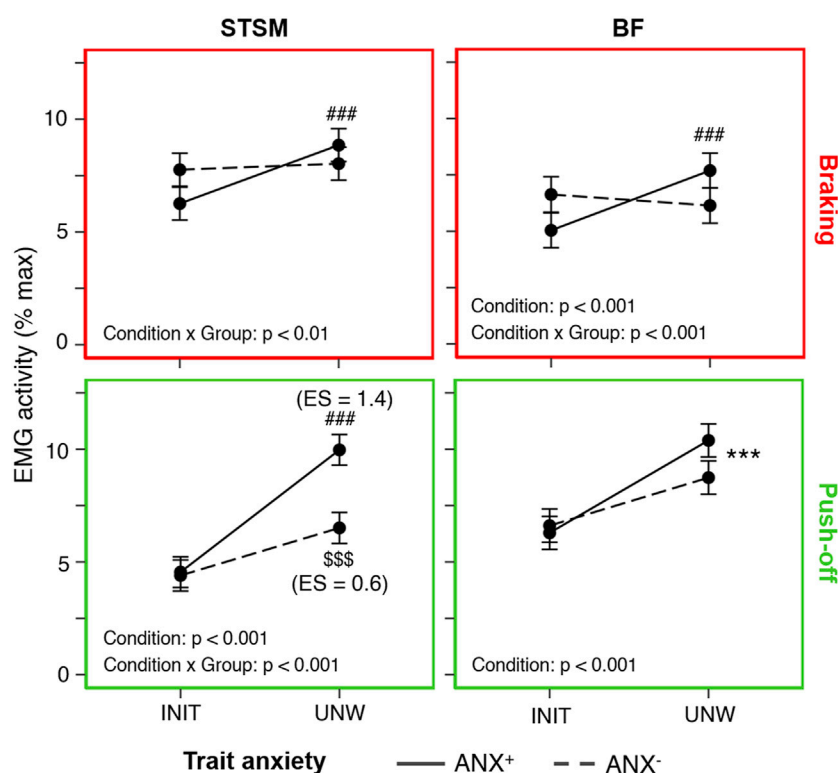 STSM
BF
EMG activity (% max)
10
5
0
###
Condition x Group: p < 0.01
###
Condition: p < 0.001
Condition x Group: p < 0.001
Braking
10
5
0
(ES = 1.4)
###
$$$
(ES = 0.6)
Condition: p < 0.001
Condition x Group: p < 0.001
***
Condition: p < 0.001
Push-off
INIT
UNW
INIT
UNW
Trait anxiety
ANX⁺
ANX⁻